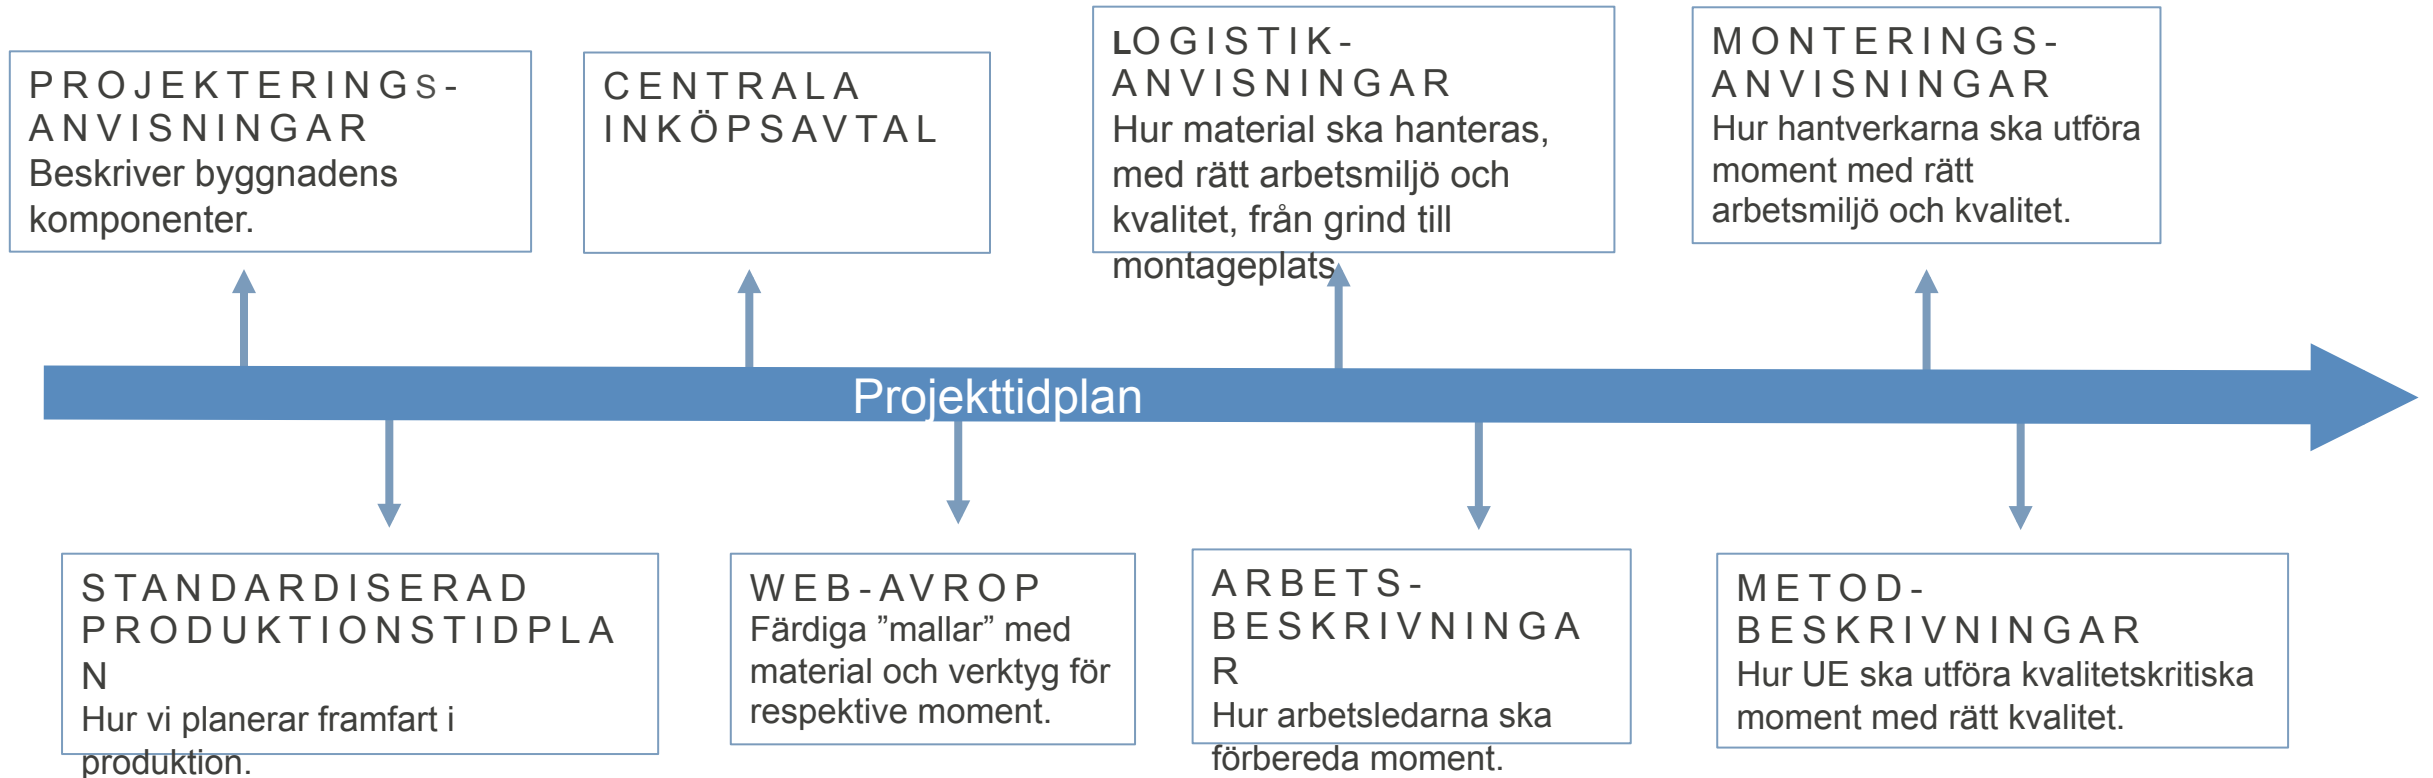 PROJEKTERINGS-
ANVISNINGAR
Beskriver byggnadens
komponenter.
CENTRALA
INKÖPSAVTAL
LOGISTIK-
ANVISNINGAR
Hur material ska hanteras,
med rätt arbetsmiljö och
kvalitet, från grind till
montageplats
MONTERINGS-
ANVISNINGAR
Hur hantverkarna ska utföra
moment med rätt
arbetsmiljö och kvalitet.
Projekttidplan
STANDARDISERAD
PRODUKTIONSTIDPLA
N
Hur vi planerar framfart i
produktion.
WEB-AVROP
Färdiga ”mallar” med
material och verktyg för
respektive moment.
ARBETS-
BESKRIVNINGA
R
Hur arbetsledarna ska
förbereda moment.
METOD-
BESKRIVNINGAR
Hur UE ska utföra kvalitetskritiska
moment med rätt kvalitet.